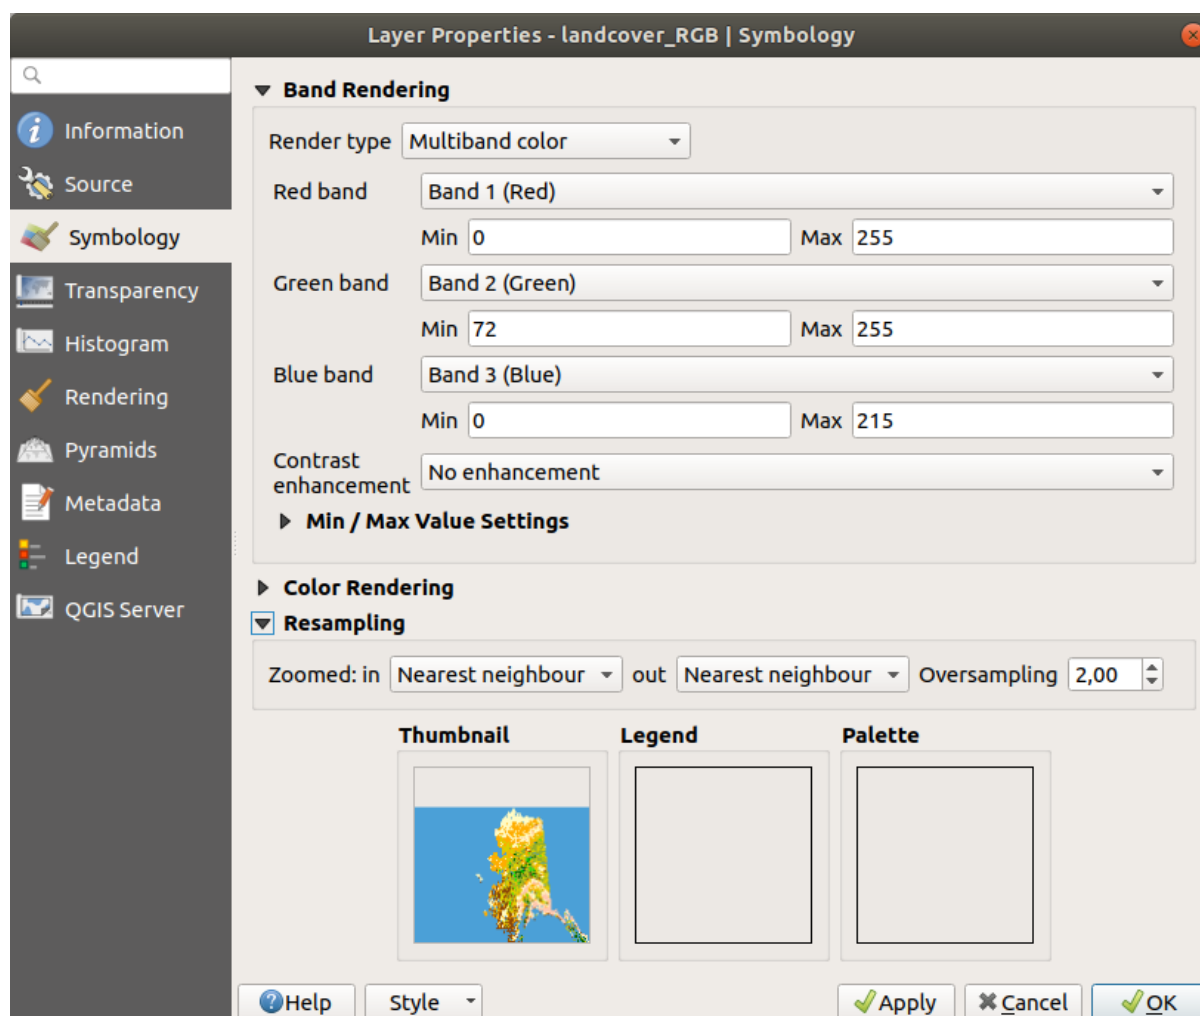 Layer Properties - landcover_RGB | Symbology
Information
Source
Symbology
Transparency
Histogram
Rendering
Pyramids
Metadata
Legend
QGIS Server
Band Rendering
Render type Multiband color
Red band Band 1 (Red)
Min 0 Max 255
Green band Band 2 (Green)
Min 72 Max 255
Blue band Band 3 (Blue)
Min 0 Max 215
Contrast
enhancement No enhancement
Min / Max Value Settings
Color Rendering
Resampling
Zoomed: in Nearest neighbour out Nearest neighbour Oversampling 2,00
Thumbnail Legend Palette
Help Style Apply Cancel OK